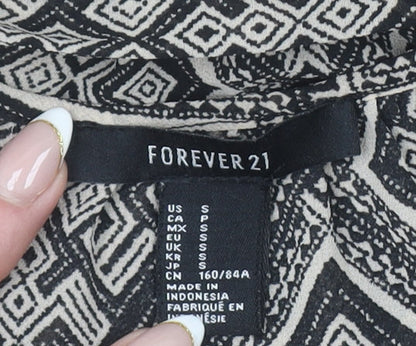 FOREVER 21
US S
CA P
MX S
EU S
UK S
KR S
JP S
CN 160/84A
MADE IN
INDONESIA
FABRIQUÉ EN
INDONÉSIE